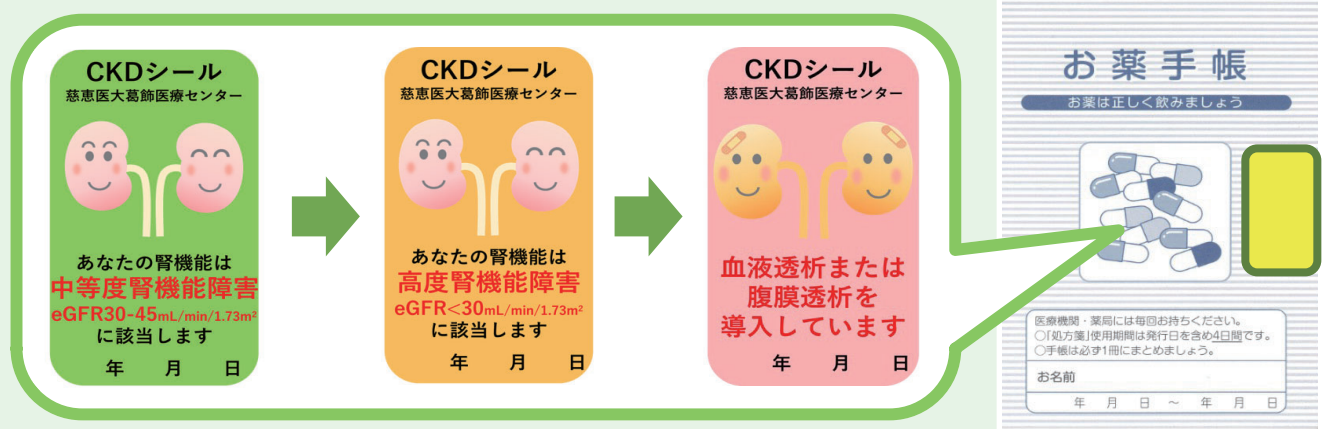 CKDシール
慈恵医大葛飾医療センター
あなたの腎機能は
中等度腎機能障害
eGFR30-45mL/min/1.73m²
に該当します
年 月 日
CKDシール
慈恵医大葛飾医療センター
あなたの腎機能は
高度腎機能障害
eGFR<30mL/min/1.73m²
に該当します
年 月 日
CKDシール
慈恵医大葛飾医療センター
血液透析または
腹膜透析を
導入しています
年 月 日
お薬手帳
お薬は正しく飲みましょう
医療機関・薬局には毎回お持ちください。
○「処方箋」使用期間は発行日を含め4日間です。
○手帳は必ず1冊にまとめましょう。
お名前
年 月 日 ～ 年 月 日